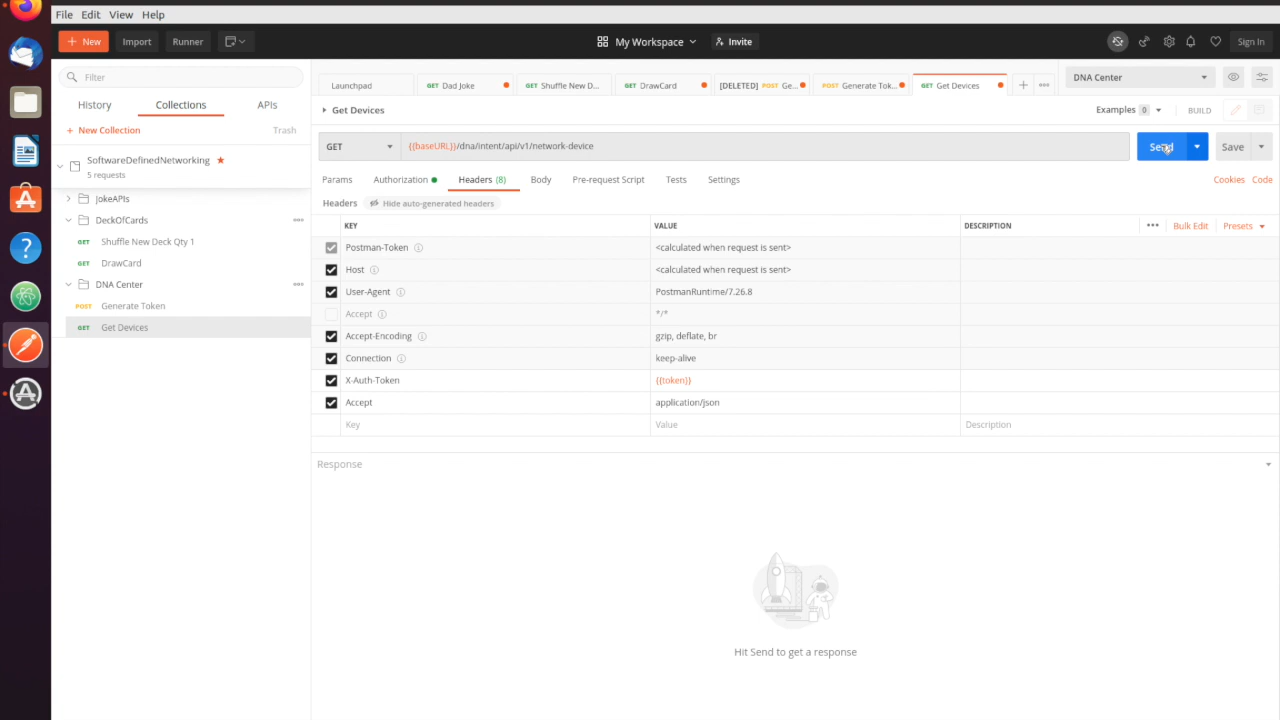 File Edit View Help
+ New Import Runner My Workspace Invite Sign In
Filter
History Collections APIs
+ New Collection Trash
SoftwareDefinedNetworking
5 requests
JokeAPIs
DeckOfCards
GET Shuffle New Deck Qty 1
GET DrawCard
DNA Center
POST Generate Token
GET Get Devices
Launchpad GET Dad Joke GET Shuffle New D... GET DrawCard [DELETED] POST Ge... POST Generate Tok... GET Get Devices DNA Center
Get Devices Examples 0 BUILD
GET {{baseURL}}/dna/intent/api/v1/network-device Send Save
Params Authorization Headers (8) Body Pre-request Script Tests Settings Cookies Code
Headers Hide auto-generated headers
KEY VALUE DESCRIPTION Bulk Edit Presets
Postman-Token <calculated when request is sent>
Host <calculated when request is sent>
User-Agent PostmanRuntime/7.26.8
Accept */*
Accept-Encoding gzip, deflate, br
Connection keep-alive
X-Auth-Token {{token}}
Accept application/json
Key Value Description
Response
Hit Send to get a response